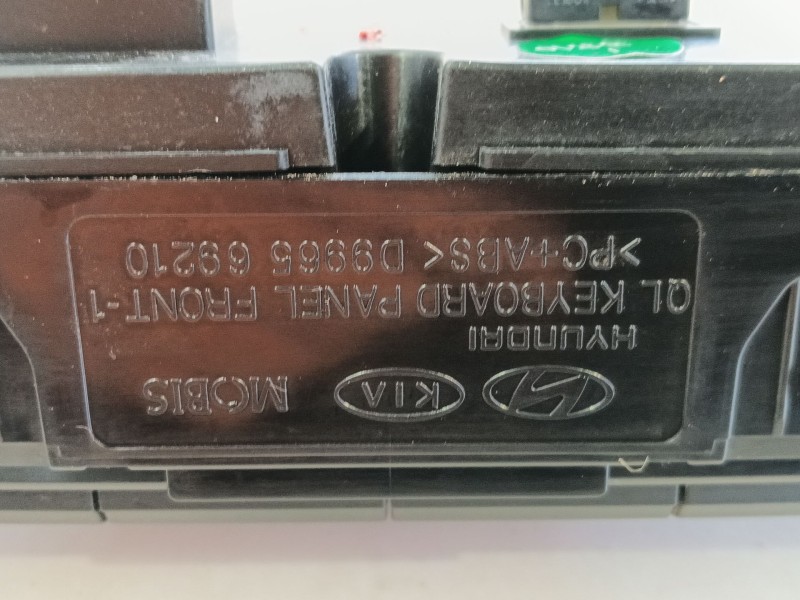 HYUNDAI KIA MOBIS
QL KEYBOARD PANEL FRONT-1
>PC+ABS< D9965 69210